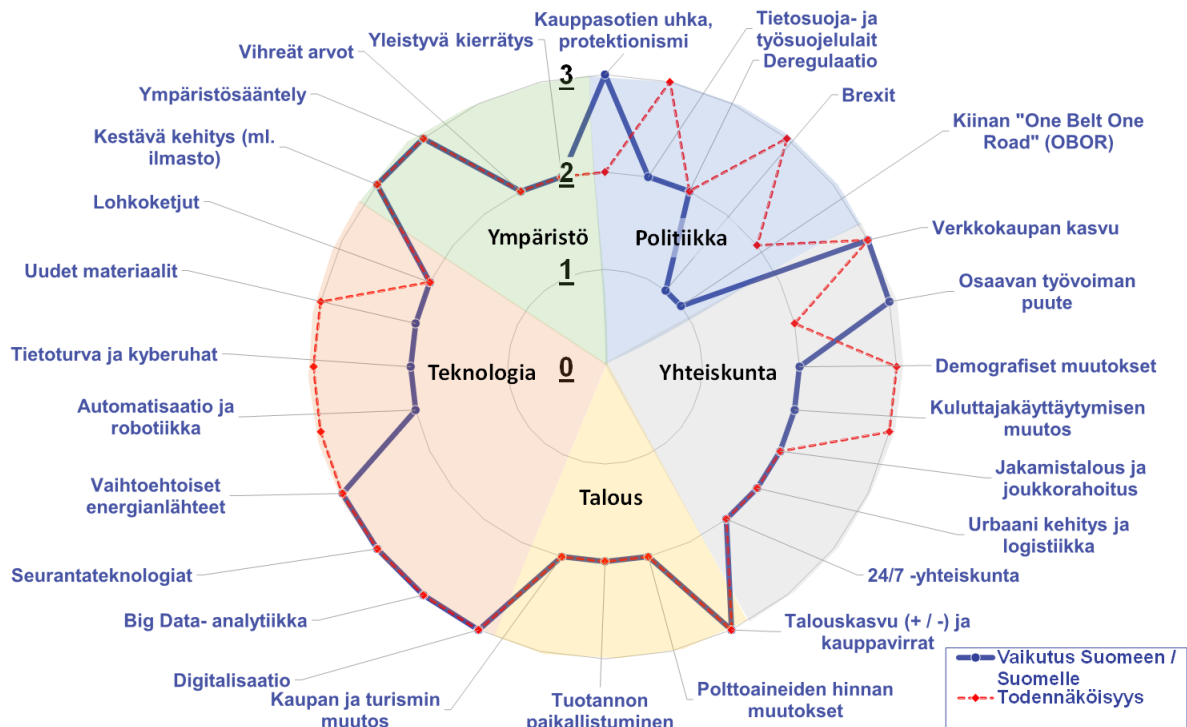 Kauppasotien uhka,
protektionismi
Tietosuoja- ja
työsuojelulait
Deregulaatio
Brexit
Kiinan "One Belt One
Road" (OBOR)
Verkkokaupan kasvu
Osaavan työvoiman
puute
Demografiset muutokset
Kuluttajakäyttäytymisen
muutos
Jakamistalous ja
joukkorahoitus
Urbaani kehitys ja
logistiikka
24/7 -yhteiskunta
Talouskasvu (+ / -) ja
kauppavirrat
Polttoaineiden hinnan
muutokset
Tuotannon
paikallistuminen
Kaupan ja turismin
muutos
Digitalisaatio
Big Data- analytiikka
Seurantateknologiat
Vaihtoehtoiset
energianlähteet
Automatisaatio ja
robotiikka
Tietoturva ja kyberuhat
Uudet materiaalit
Lohkoketjut
Kestävä kehitys (ml.
ilmasto)
Ympäristösääntely
Vihreät arvot
Yleistyvä kierrätys
3
2
1
0
Ympäristö
Politiikka
Teknologia
Yhteiskunta
Talous
Vaikutus Suomeen /
Suomelle
Todennäköisyys